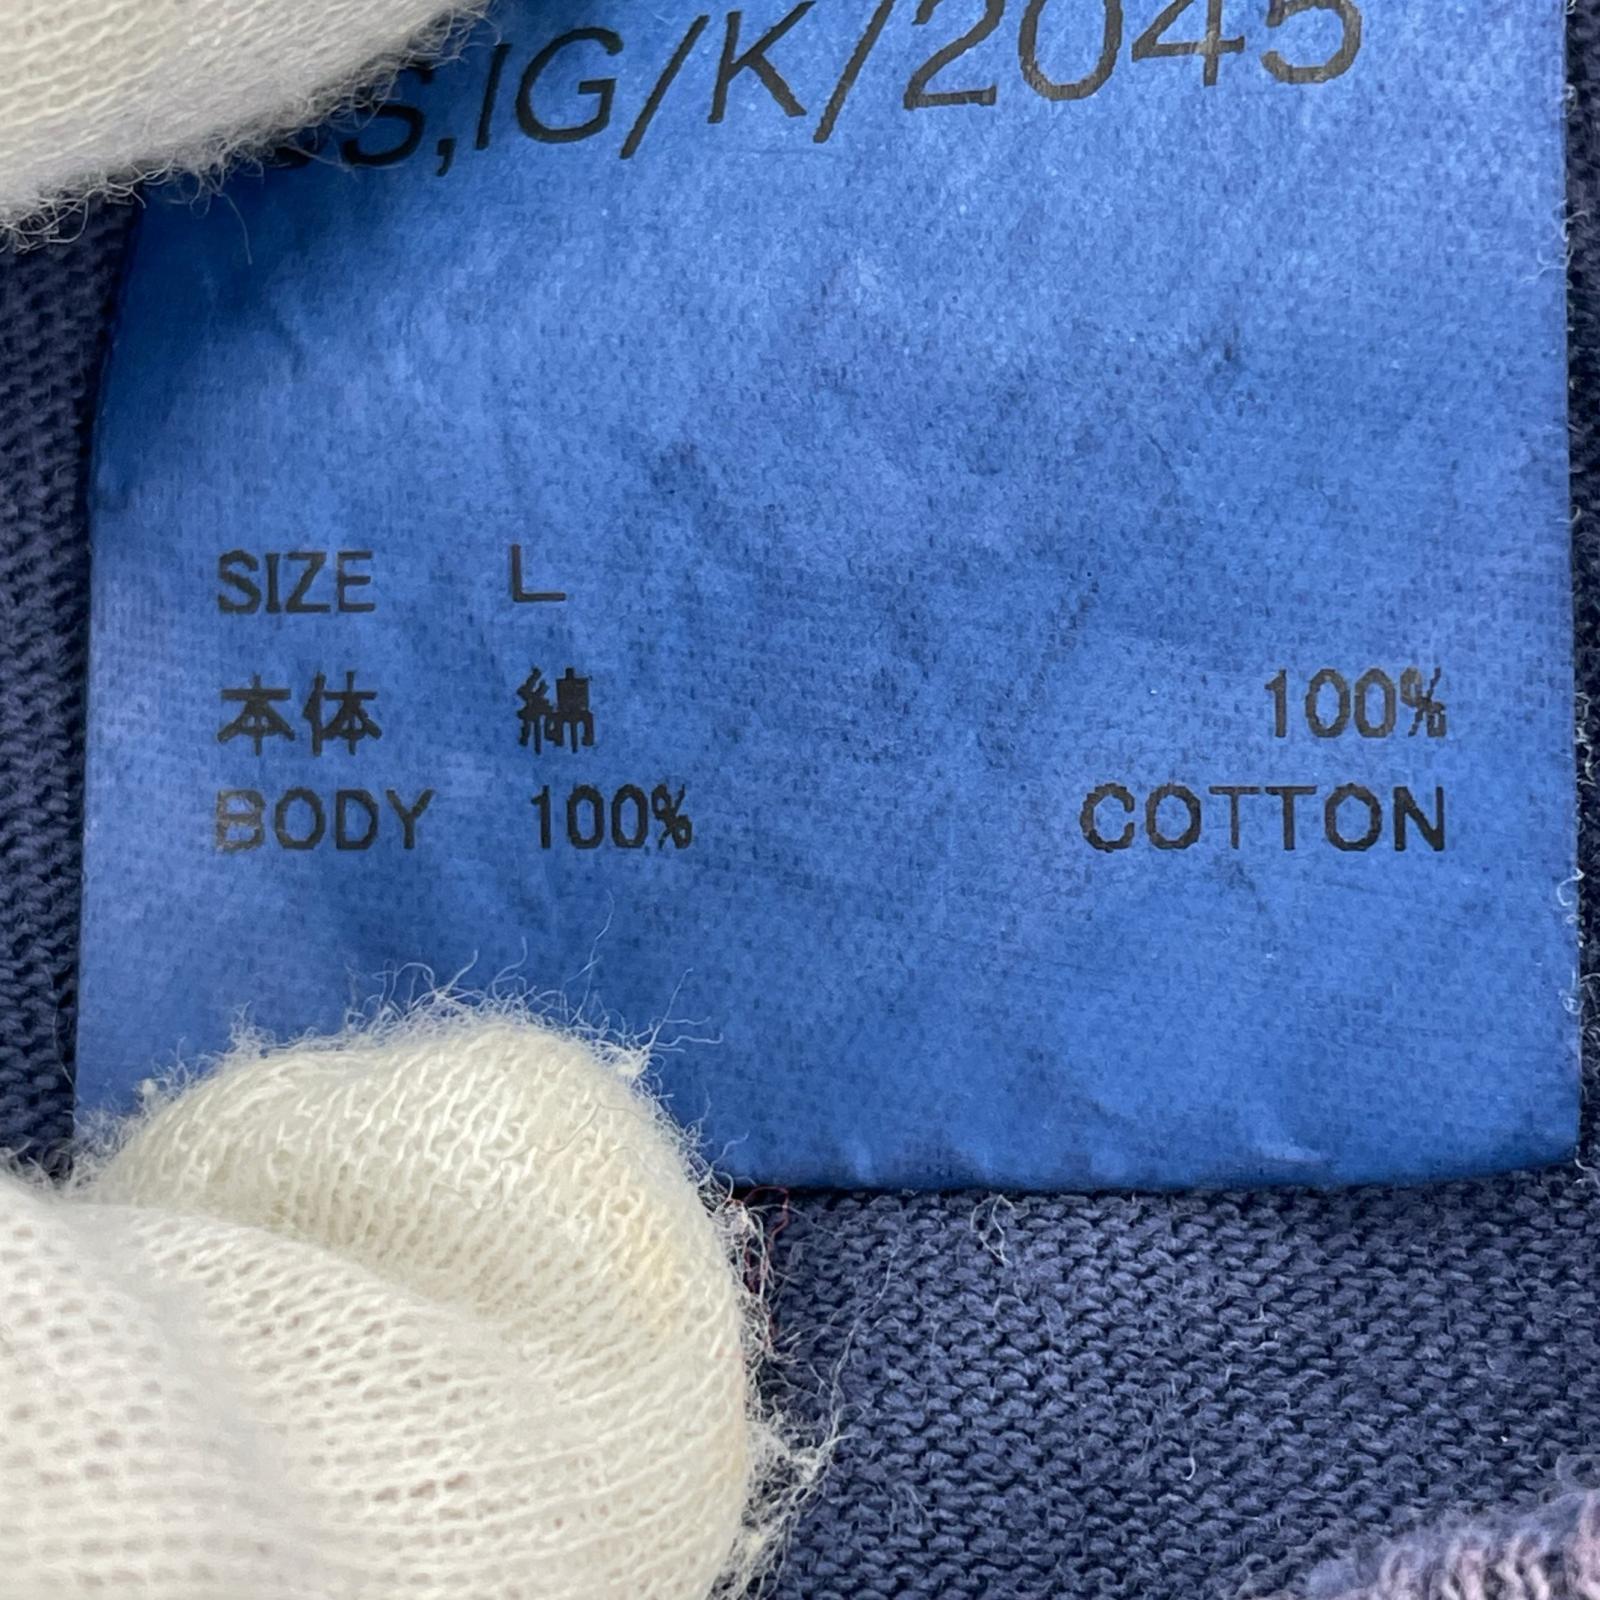 S,IG/K/2045
SIZE L
本体 綿 100%
BODY 100% COTTON